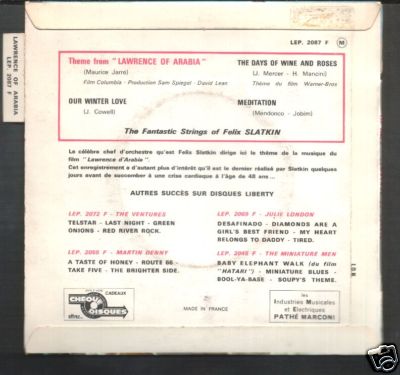 LAWRENCE OF ARABIA
LEP. 2087 F
LEP. 2087 F M
Theme from "LAWRENCE OF ARABIA"
(Maurice Jarre)
Film Columbia - Production Sam Spiegel - David Lean
THE DAYS OF WINE AND ROSES
(J. Mercer - H. Mancini)
Thème du film Warner-Bros
OUR WINTER LOVE
(J. Cowell)
MEDITATION
(Mendonco - Jobim)
The Fantastic Strings of Felix SLATKIN
Le célèbre chef d'orchestre qu'est Felix Slatkin dirige ici le thème de la musique du
film "Lawrence d'Arabie".
Cet enregistrement a d'autant plus d'intérêt qu'il est le dernier réalisé par Slatkin quelques
jours avant de succomber à une crise cardiaque à l'âge de 48 ans...
AUTRES SUCCÈS SUR DISQUES LIBERTY
LEP. 2072 F - THE VENTURES
TELSTAR - LAST NIGHT - GREEN
ONIONS - RED RIVER ROCK.
LEP. 2069 F - JULIE LONDON
DESAFINADO - DIAMONDS ARE A
GIRL'S BEST FRIEND - MY HEART
BELONGS TO DADDY - TIRED.
MARTIN DENNY
A TASTE OF HONEY - ROUTE 66 -
TAKE FIVE - THE BRIGHTER SIDE.
THE MINIATURE MEN
BABY ELEPHANT WALK (du film
"HATARI") - MINIATURE BLUES -
BOOL-YA-BASE - SOUPY'S THEME.
CADEAUX
DISQUES
MADE IN FRANCE
les
Industries Musicales
et Electriques
PATHÉ MARCONI